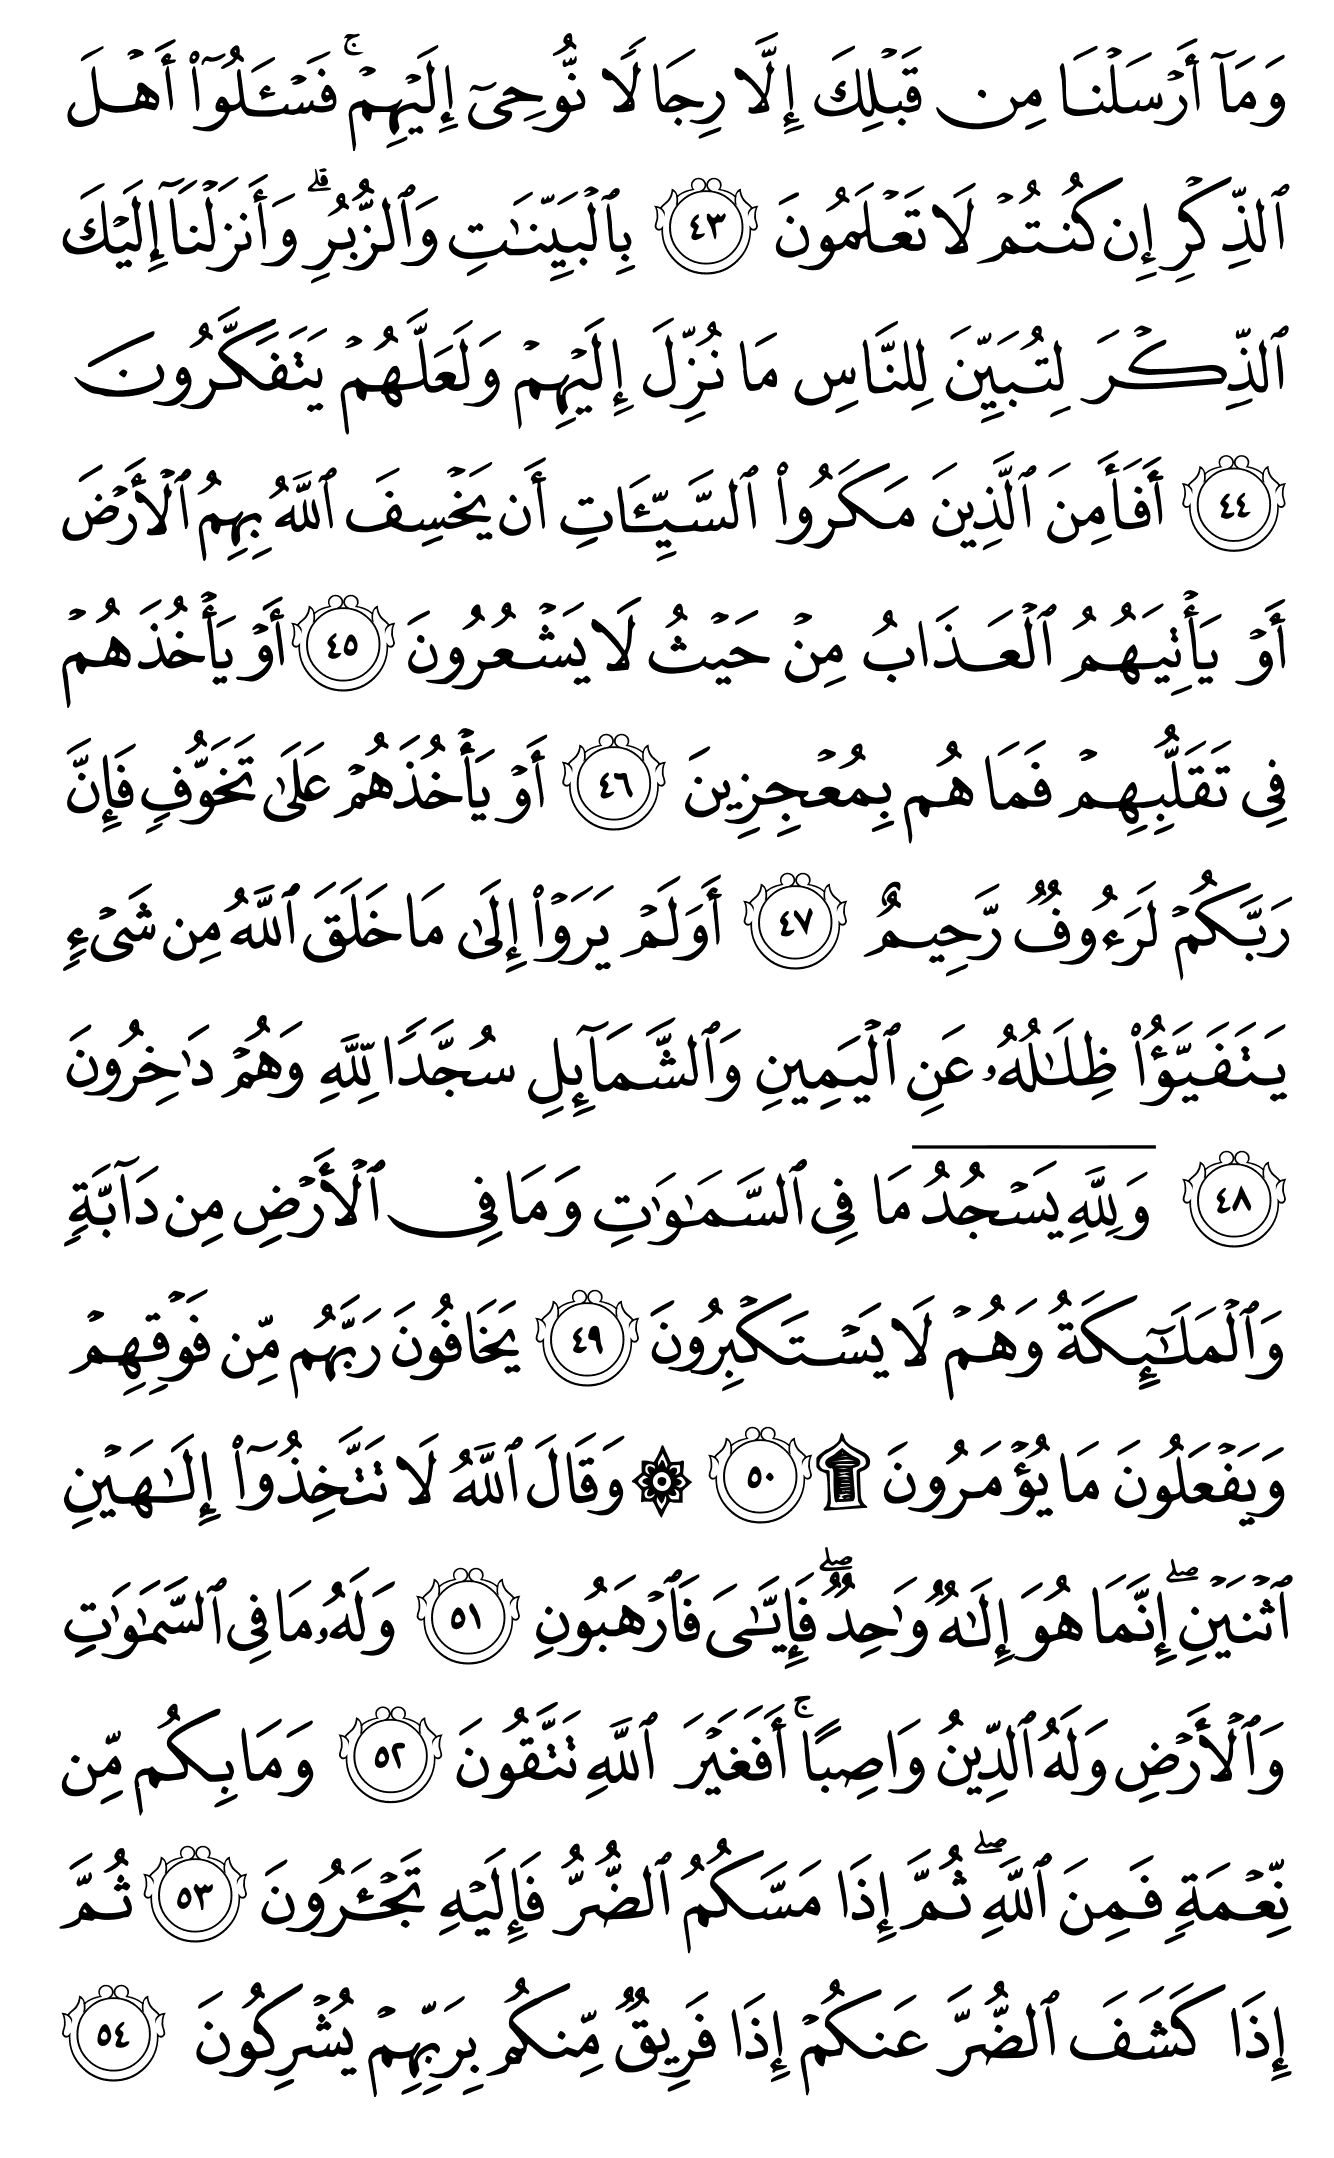 وَمَآ أَرۡسَلۡنَا مِن قَبۡلِكَ إِلَّا رِجَالٗا نُّوحِيٓ إِلَيۡهِمۡۚ فَسۡـَٔلُوٓاْ أَهۡلَ
ٱلذِّكۡرِ إِن كُنتُمۡ لَا تَعۡلَمُونَ ٤٣ بِٱلۡبَيِّنَٰتِ وَٱلزُّبُرِۗ وَأَنزَلۡنَآ إِلَيۡكَ
ٱلذِّكۡرَ لِتُبَيِّنَ لِلنَّاسِ مَا نُزِّلَ إِلَيۡهِمۡ وَلَعَلَّهُمۡ يَتَفَكَّرُونَ
٤٤ أَفَأَمِنَ ٱلَّذِينَ مَكَرُواْ ٱلسَّيِّـَٔاتِ أَن يَخۡسِفَ ٱللَّهُ بِهِمُ ٱلۡأَرۡضَ
أَوۡ يَأۡتِيَهُمُ ٱلۡعَذَابُ مِنۡ حَيۡثُ لَا يَشۡعُرُونَ ٤٥ أَوۡ يَأۡخُذَهُمۡ
فِي تَقَلُّبِهِمۡ فَمَا هُم بِمُعۡجِزِينَ ٤٦ أَوۡ يَأۡخُذَهُمۡ عَلَىٰ تَخَوُّفٖ فَإِنَّ
رَبَّكُمۡ لَرَءُوفٞ رَّحِيمٌ ٤٧ أَوَلَمۡ يَرَوۡاْ إِلَىٰ مَا خَلَقَ ٱللَّهُ مِن شَيۡءٖ
يَتَفَيَّؤُاْ ظِلَٰلُهُۥ عَنِ ٱلۡيَمِينِ وَٱلشَّمَآئِلِ سُجَّدٗا لِّلَّهِ وَهُمۡ دَٰخِرُونَ
٤٨ وَلِلَّهِۤ يَسۡجُدُۤ مَا فِي ٱلسَّمَٰوَٰتِ وَمَا فِي ٱلۡأَرۡضِ مِن دَآبَّةٖ
وَٱلۡمَلَٰٓئِكَةُ وَهُمۡ لَا يَسۡتَكۡبِرُونَ ٤٩ يَخَافُونَ رَبَّهُم مِّن فَوۡقِهِمۡ
وَيَفۡعَلُونَ مَا يُؤۡمَرُونَ ۩ ٥٠ ۞ وَقَالَ ٱللَّهُ لَا تَتَّخِذُوٓاْ إِلَٰهَيۡنِ
ٱثۡنَيۡنِۖ إِنَّمَا هُوَ إِلَٰهٞ وَٰحِدٞۖ فَإِيَّٰيَ فَٱرۡهَبُونِ ٥١ وَلَهُۥ مَا فِي ٱلسَّمَٰوَٰتِ
وَٱلۡأَرۡضِ وَلَهُ ٱلدِّينُ وَاصِبًاۚ أَفَغَيۡرَ ٱللَّهِ تَتَّقُونَ ٥٢ وَمَا بِكُم مِّن
نِّعۡمَةٖ فَمِنَ ٱللَّهِۖ ثُمَّ إِذَا مَسَّكُمُ ٱلضُّرُّ فَإِلَيۡهِ تَجۡـَٔرُونَ ٥٣ ثُمَّ
إِذَا كَشَفَ ٱلضُّرَّ عَنكُمۡ إِذَا فَرِيقٞ مِّنكُم بِرَبِّهِمۡ يُشۡرِكُونَ ٥٤